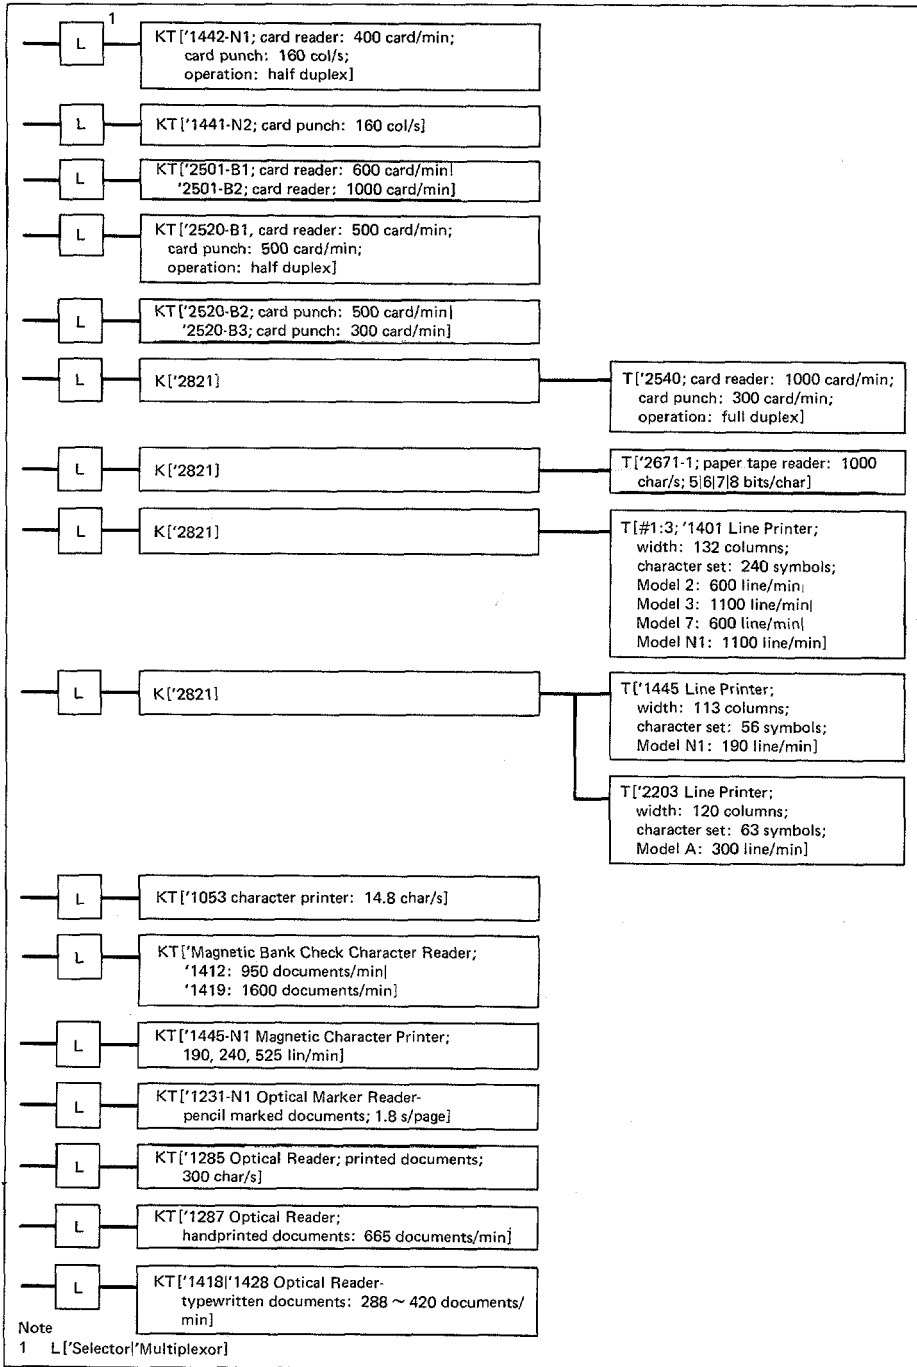 1
L
KT['1442-N1; card reader: 400 card/min;
card punch: 160 col/s;
operation: half duplex]
L
KT['1441-N2; card punch: 160 col/s]
L
KT['2501-B1; card reader: 600 card/min|
'2501-B2; card reader: 1000 card/min]
L
KT['2520-B1, card reader: 500 card/min;
card punch: 500 card/min;
operation: half duplex]
L
KT['2520-B2; card punch: 500 card/min|
'2520-B3; card punch: 300 card/min]
L
K['2821]
T['2540; card reader: 1000 card/min;
card punch: 300 card/min;
operation: full duplex]
L
K['2821]
T['2671-1; paper tape reader: 1000
char/s; 5|6|7|8 bits/char]
L
K['2821]
T[#1:3; '1401 Line Printer;
width: 132 columns;
character set: 240 symbols;
Model 2: 600 line/min|
Model 3: 1100 line/min|
Model 7: 600 line/min|
Model N1: 1100 line/min]
L
K['2821]
T['1445 Line Printer;
width: 113 columns;
character set: 56 symbols;
Model N1: 190 line/min]
T['2203 Line Printer;
width: 120 columns;
character set: 63 symbols;
Model A: 300 line/min]
L
KT['1053 character printer: 14.8 char/s]
L
KT['Magnetic Bank Check Character Reader;
'1412: 950 documents/min|
'1419: 1600 documents/min]
L
KT['1445-N1 Magnetic Character Printer;
190, 240, 525 lin/min]
L
KT['1231-N1 Optical Marker Reader-
pencil marked documents; 1.8 s/page]
L
KT['1285 Optical Reader; printed documents;
300 char/s]
L
KT['1287 Optical Reader;
handprinted documents: 665 documents/min]
L
KT['1418|'1428 Optical Reader-
typewritten documents: 288 ~ 420 documents/
min]
Note
1 L['Selector|'Multiplexor]